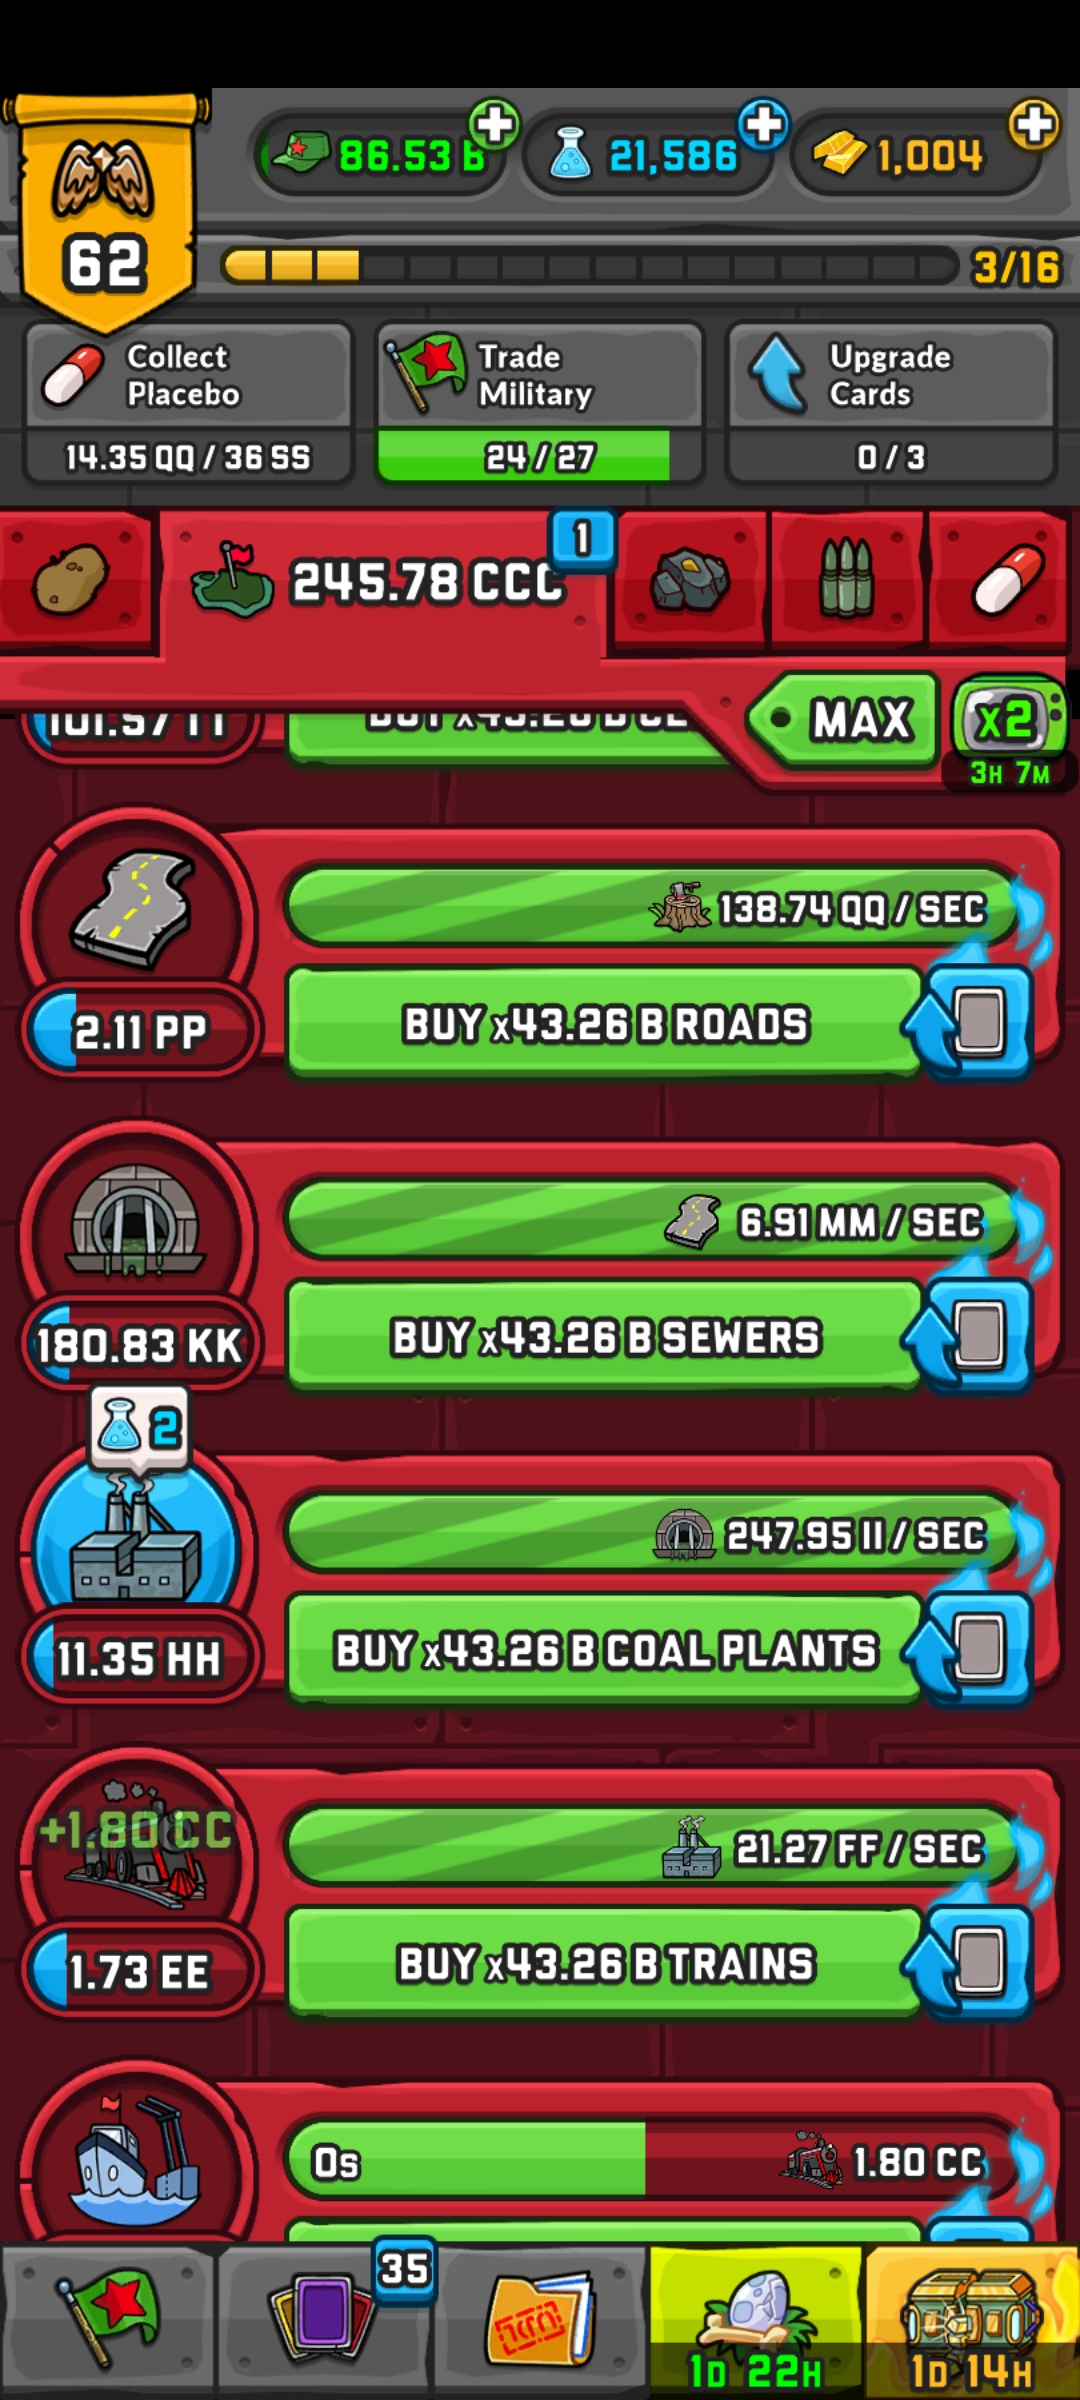 86.53 B
21,586
1,004
62
3/16
Collect
Placebo
14.35 QQ / 36 SS
Trade
Military
24 / 27
Upgrade
Cards
0 / 3
245.78 CCC
1
MAX
x2
3H 7M
138.74 QQ / SEC
2.11 PP
BUY x43.26 B ROADS
6.91 MM / SEC
180.83 KK
BUY x43.26 B SEWERS
2
247.95 II / SEC
11.35 HH
BUY x43.26 B COAL PLANTS
+1.80 CC
21.27 FF / SEC
1.73 EE
BUY x43.26 B TRAINS
0s
1.80 CC
35
1D 22H
1D 14H